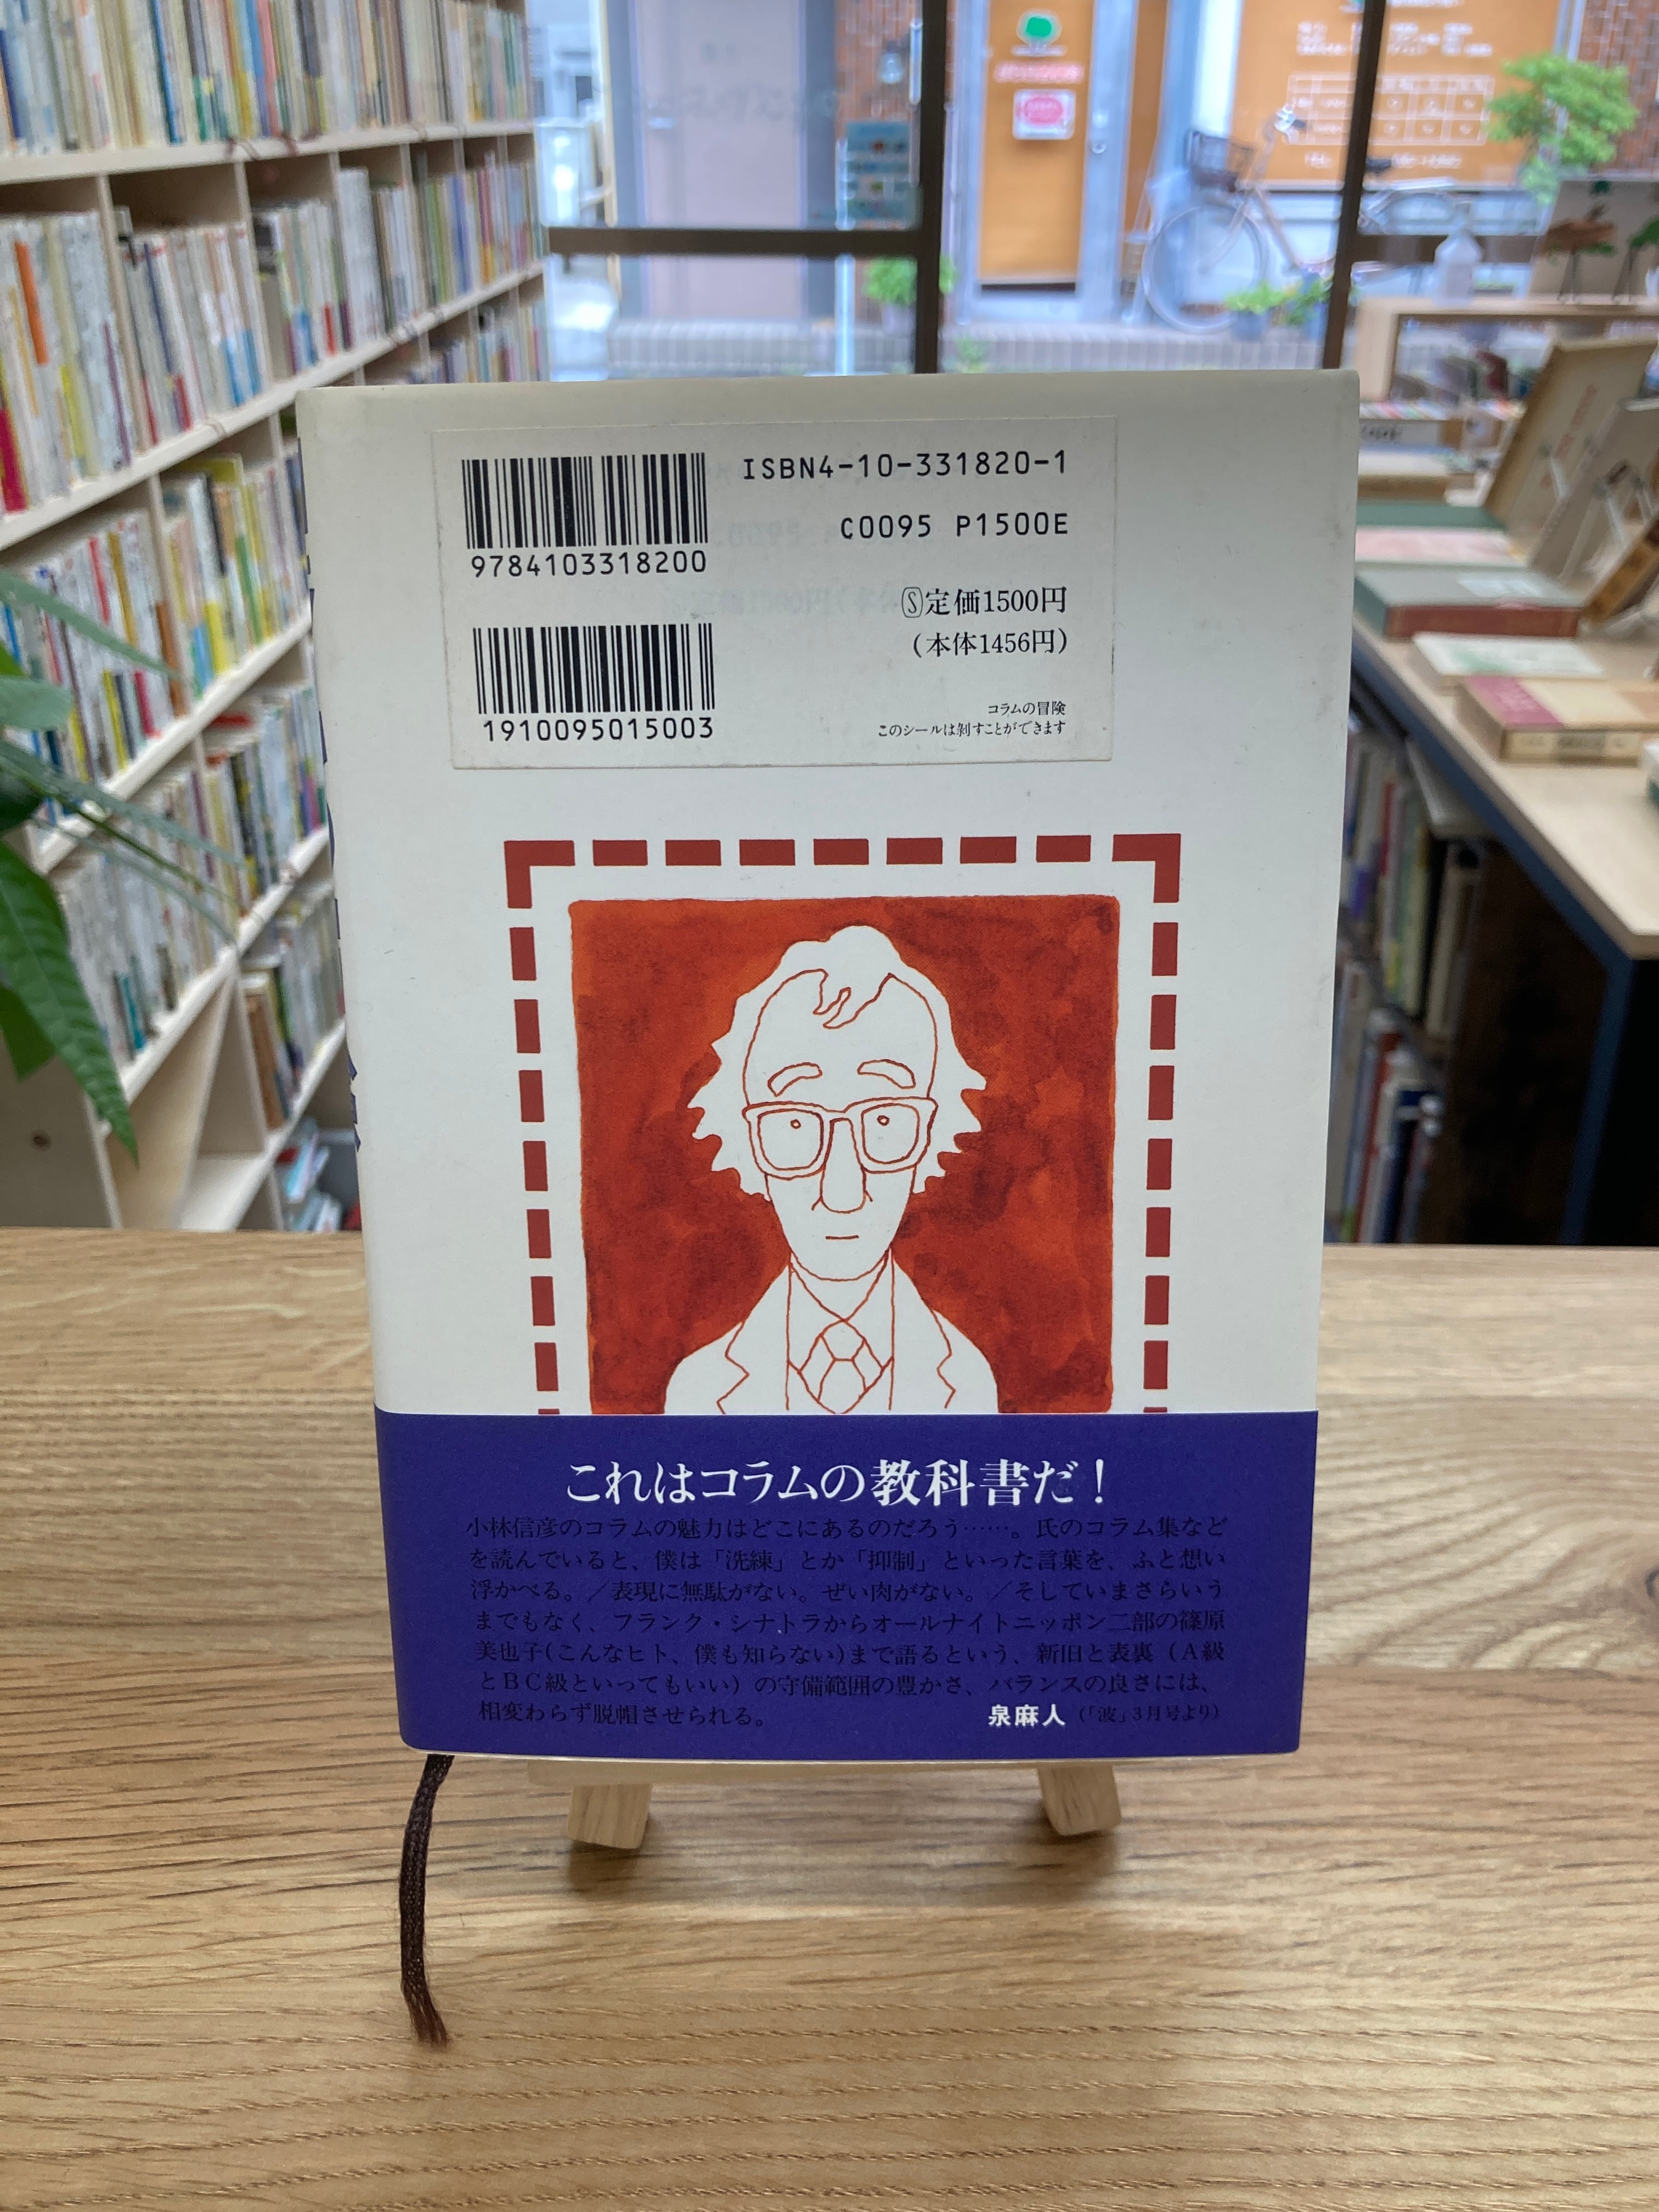 ISBN4-10-331820-1
C0095 P1500E
9784103318200
Ⓢ定価1500円
(本体1456円)
1910095015003
コラムの冒険
このシールは剝すことができます
これはコラムの教科書だ!
小林信彦のコラムの魅力はどこにあるのだろう……。氏のコラム集など
を読んでいると、僕は「洗練」とか「抑制」といった言葉を、ふと想い
浮かべる。/表現に無駄がない。ぜい肉がない。/そしていまさらいう
までもなく、フランク・シナトラからオールナイトニッポン二部の篠原
美也子(こんなヒト、僕も知らない)まで語るという、新旧と表裏(A級
とBC級といってもいい)の守備範囲の豊かさ、バランスの良さには、
相変わらず脱帽させられる。
泉麻人(「波」3月号より)